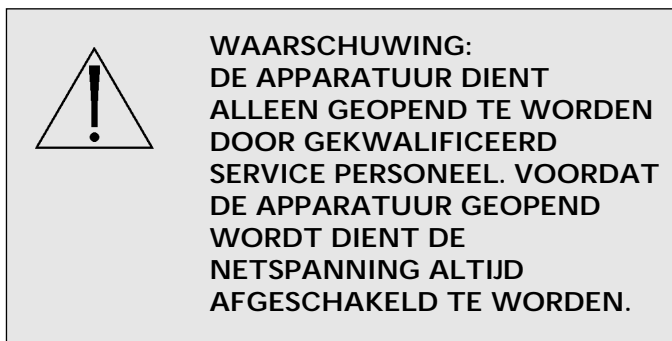 WAARSCHUWING:
DE APPARATUUR DIENT
ALLEEN GEOPEND TE WORDEN
DOOR GEKWALIFICEERD
SERVICE PERSONEEL. VOORDAT
DE APPARATUUR GEOPEND
WORDT DIENT DE
NETSPANNING ALTIJD
AFGESCHAKELD TE WORDEN.